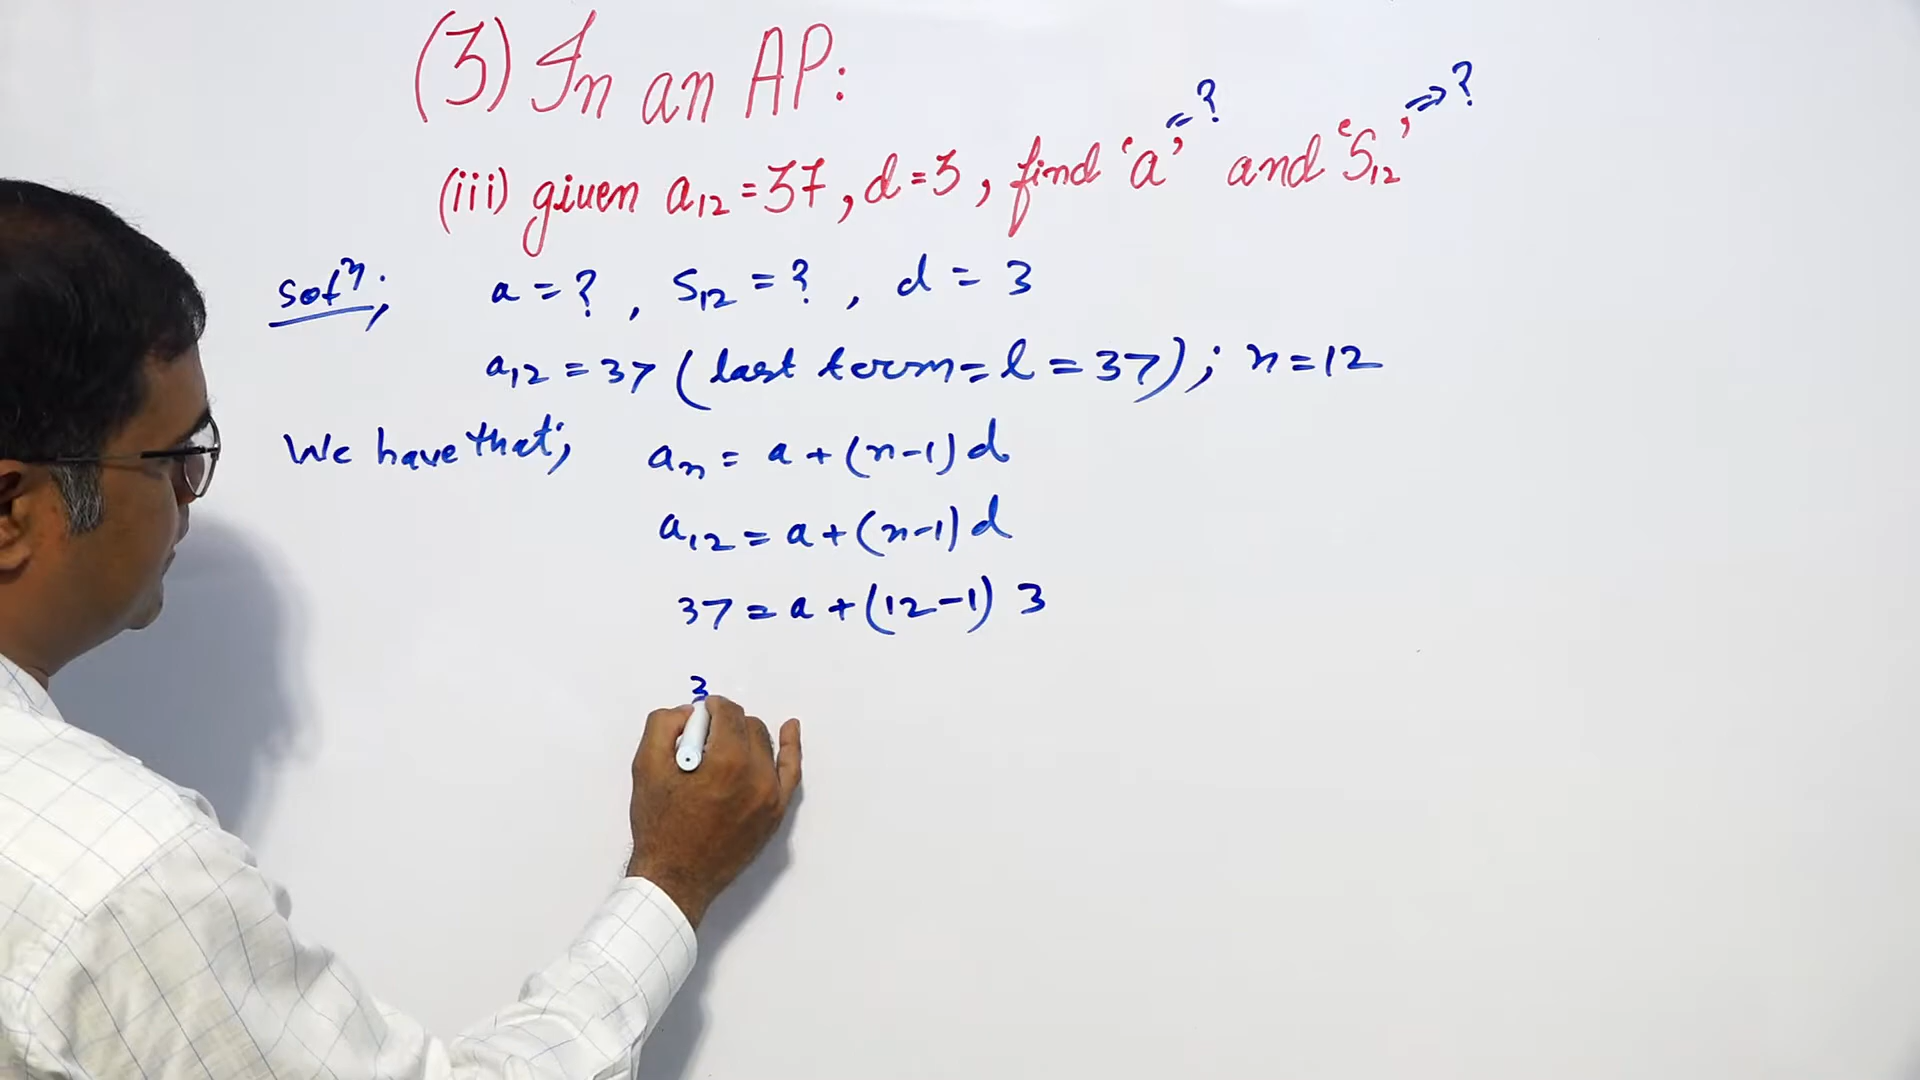 (3) In an AP:
(iii) given a₁₂ = 37, d = 3, find 'a' = ? and 'S₁₂' ⇒ ?
Solⁿ; a = ?, S₁₂ = ?, d = 3
a₁₂ = 37 (last term = l = 37); n = 12
We have that; aₙ = a + (n-1) d
a₁₂ = a + (n-1) d
37 = a + (12-1) 3
3